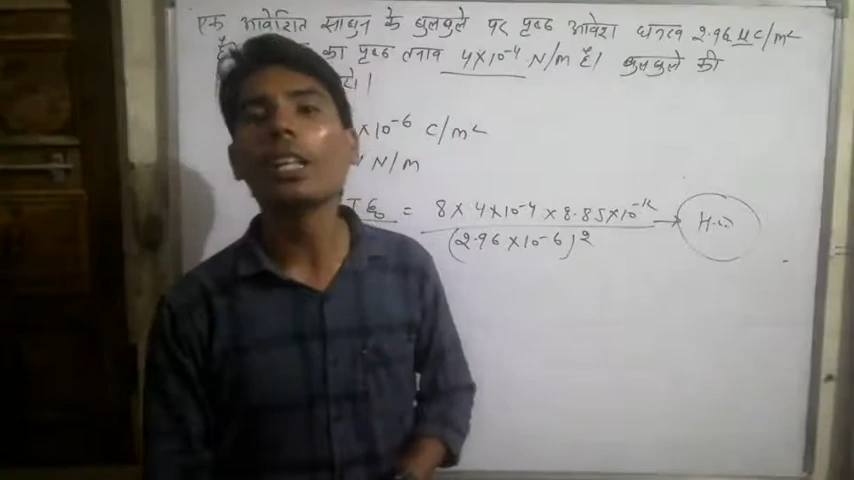 एक आवेशित साबुन के बुलबुले पर पृष्ठ आवेश घनत्व 2.96 μC/m²
है। का पृष्ठ तनाव 4×10⁻⁴ N/m है। बुलबुले की
×10⁻⁶ C/m²
N/m
T ϵ₀ = 8×4×10⁻⁴×8.85×10⁻¹² / (2.96×10⁻⁶)² → H.W